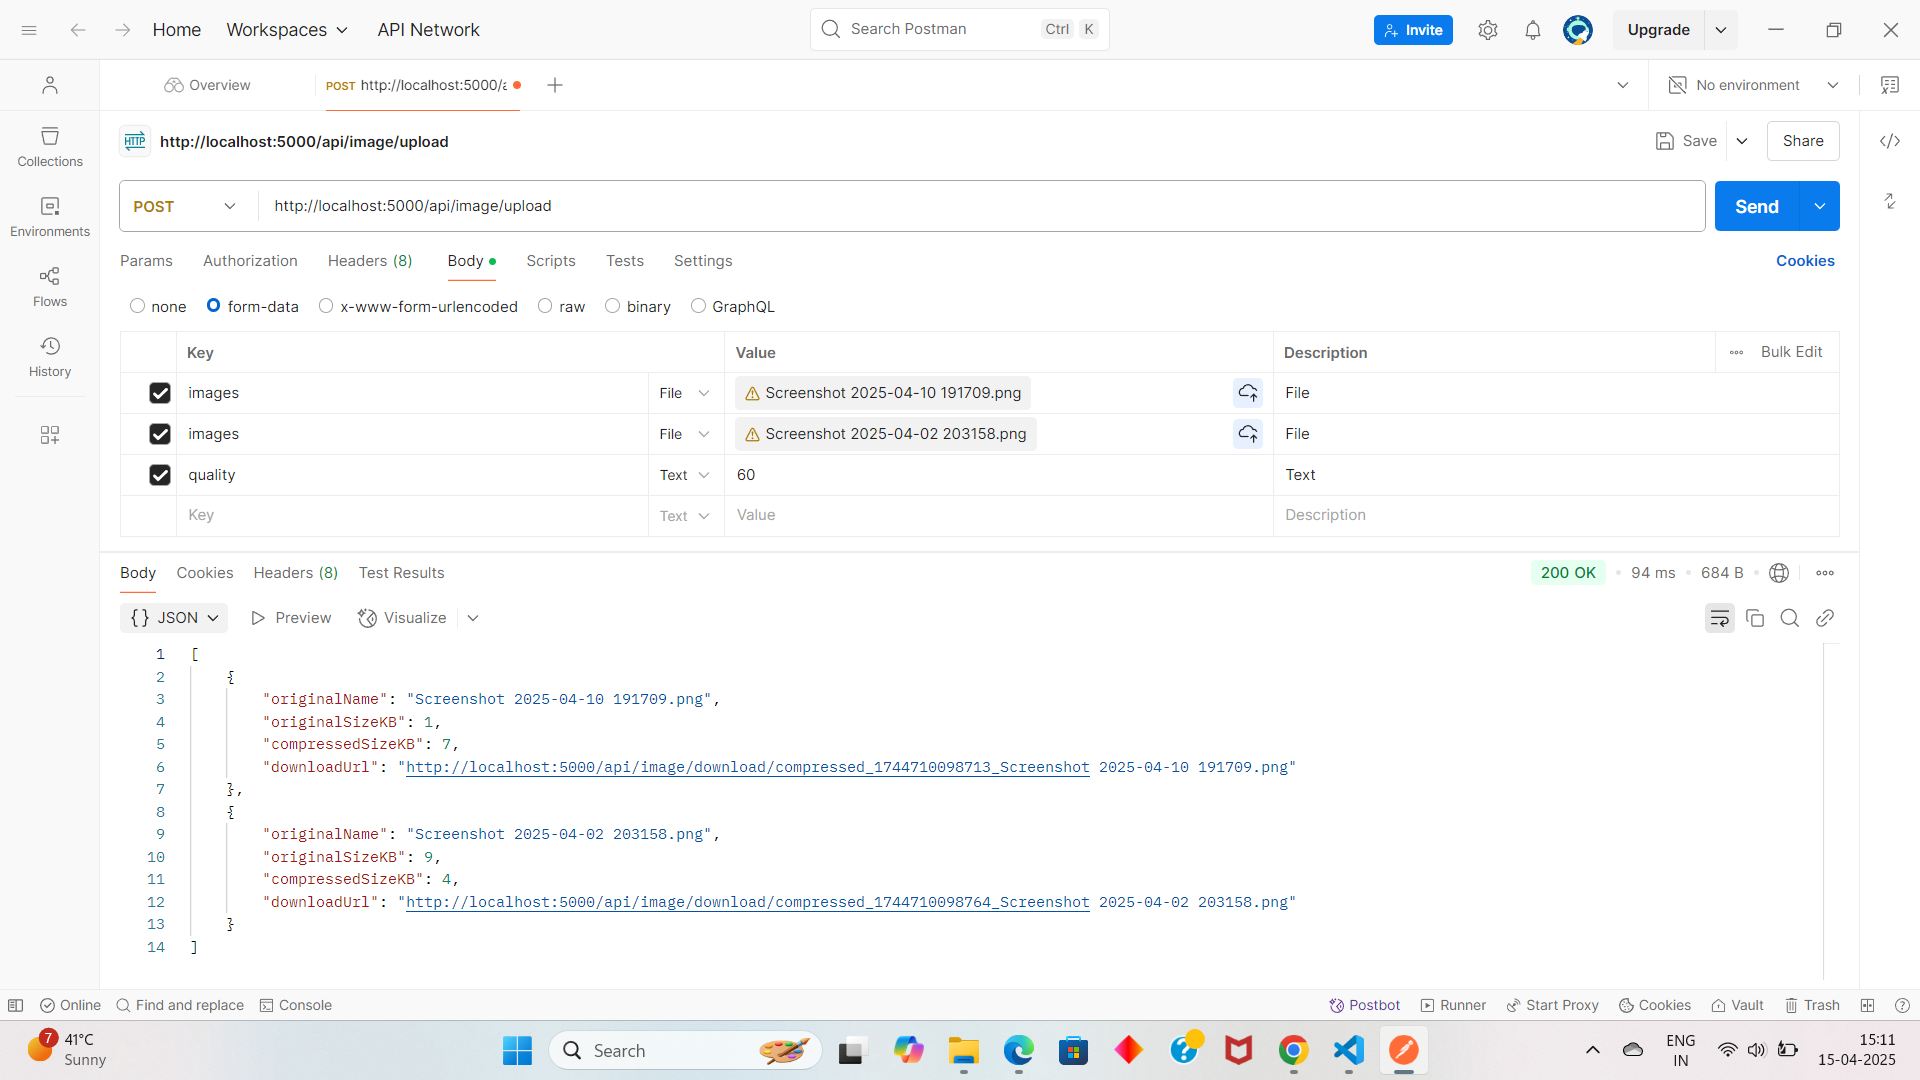 Home Workspaces API Network Search Postman Ctrl K Invite Upgrade
Overview POST http://localhost:5000/a No environment
HTTP http://localhost:5000/api/image/upload Save Share
POST http://localhost:5000/api/image/upload Send
Params Authorization Headers (8) Body Scripts Tests Settings Cookies
none form-data x-www-form-urlencoded raw binary GraphQL
Key Value Description Bulk Edit
images File Screenshot 2025-04-10 191709.png File
images File Screenshot 2025-04-02 203158.png File
quality Text 60 Text
Key Text Value Description
Collections
Environments
Flows
History
Body Cookies Headers (8) Test Results 200 OK 94 ms 684 B
{} JSON Preview Visualize
1 [
2 {
3 "originalName": "Screenshot 2025-04-10 191709.png",
4 "originalSizeKB": 1,
5 "compressedSizeKB": 7,
6 "downloadUrl": "http://localhost:5000/api/image/download/compressed_1744710098713_Screenshot 2025-04-10 191709.png"
7 },
8 {
9 "originalName": "Screenshot 2025-04-02 203158.png",
10 "originalSizeKB": 9,
11 "compressedSizeKB": 4,
12 "downloadUrl": "http://localhost:5000/api/image/download/compressed_1744710098764_Screenshot 2025-04-02 203158.png"
13 }
14 ]
Online Find and replace Console Postbot Runner Start Proxy Cookies Vault Trash
7 41°C
Sunny
Search
ENG
IN
15:11
15-04-2025